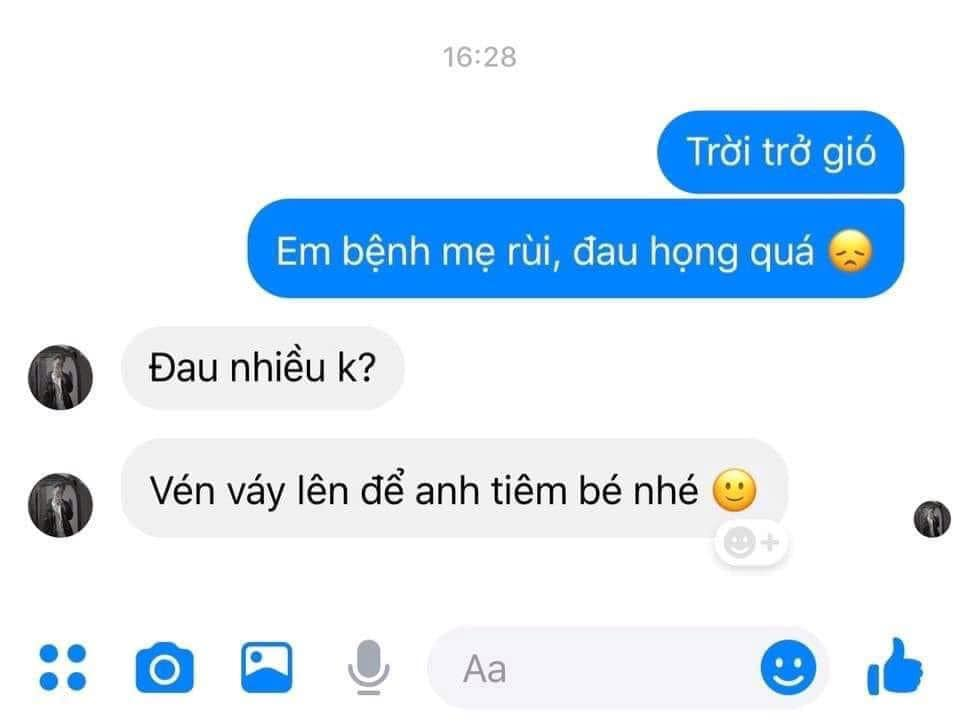 16:28
Trời trở gió
Em bệnh mẹ rùi, đau họng quá 😞
Đau nhiều k?
Vén váy lên để anh tiêm bé nhé 🙂
Aa